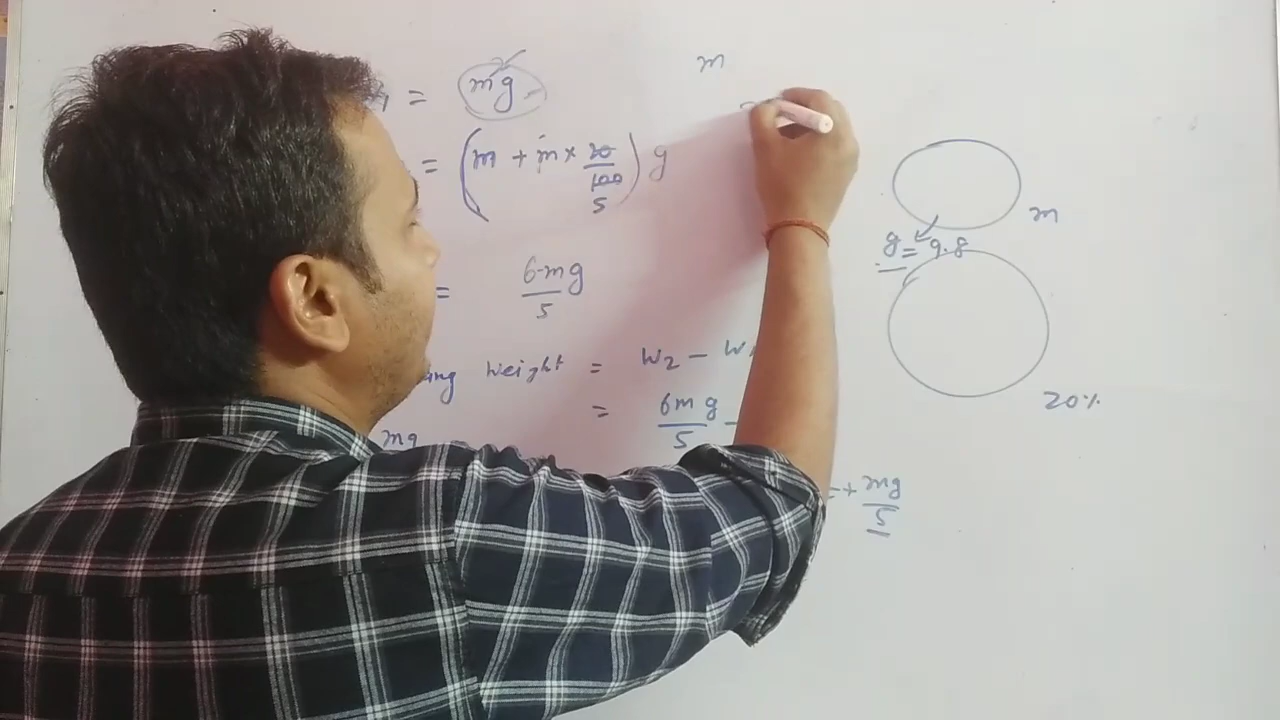 = mg
m
= (m + m × 20/100 5) g
m
g = 9.8
= 6mg/5
Weight = W2 - W
= 6mg/5 -
20%
mg
+ mg/5